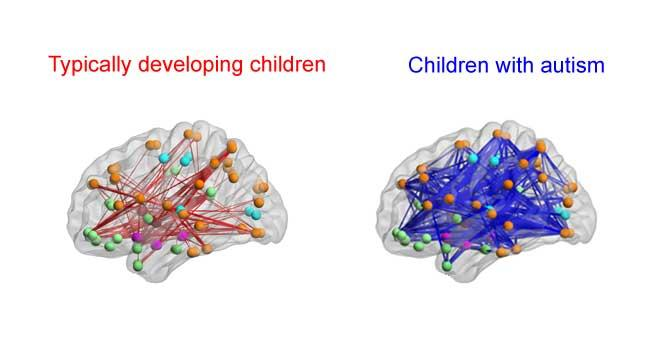 Typically developing children
Children with autism